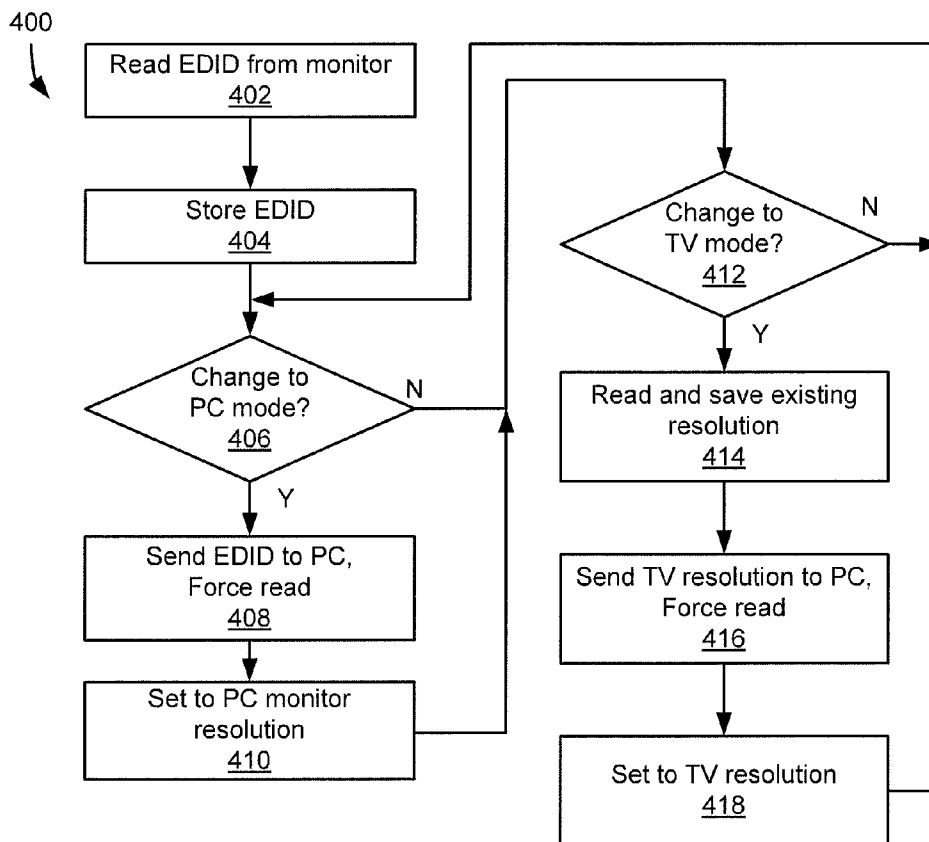 400
Read EDID from monitor
402
Store EDID
404
Change to
PC mode?
406
N
Y
Send EDID to PC,
Force read
408
Set to PC monitor
resolution
410
Change to
TV mode?
412
N
Y
Read and save existing
resolution
414
Send TV resolution to PC,
Force read
416
Set to TV resolution
418